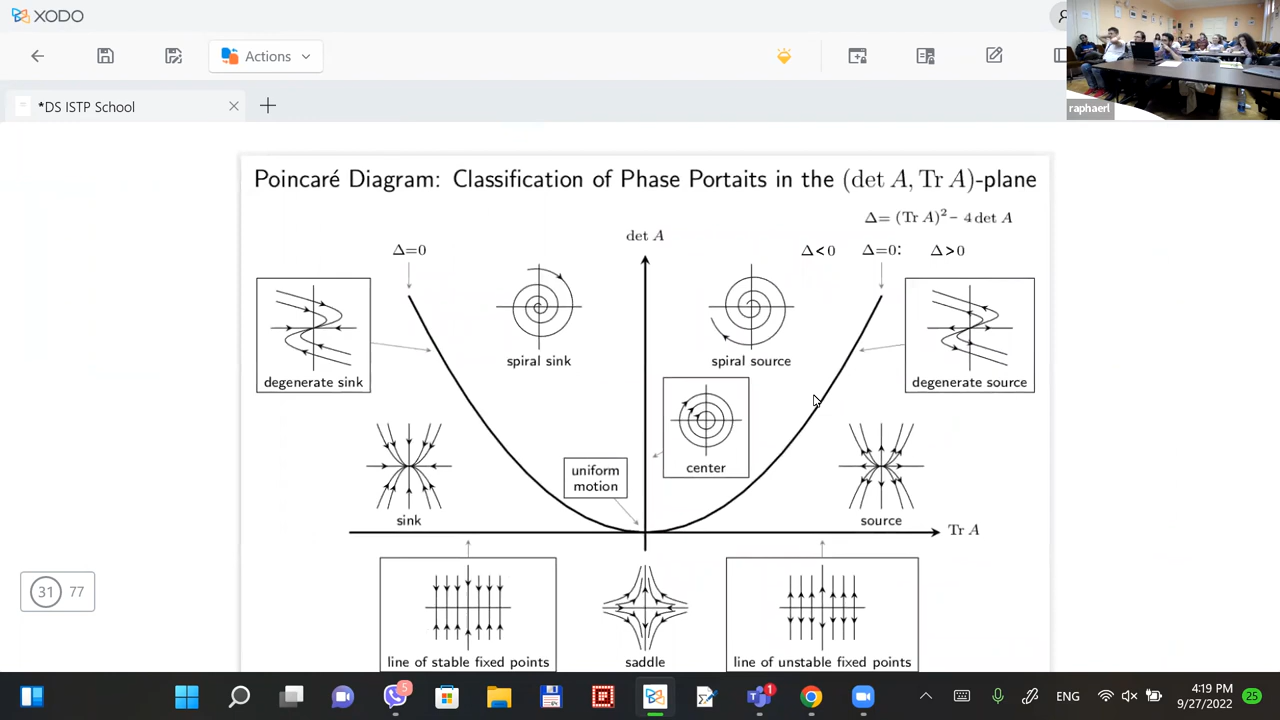 XODO
Actions
*DS ISTP School
raphaerl
Poincaré Diagram: Classification of Phase Portaits in the (det A, Tr A)-plane
Δ= (Tr A)² − 4 det A
det A
Δ=0
Δ<0 Δ=0: Δ>0
spiral sink
spiral source
degenerate sink
degenerate source
center
uniform
motion
sink
source
Tr A
31 77
line of stable fixed points
saddle
line of unstable fixed points
5
1
ENG
4:19 PM
9/27/2022
25